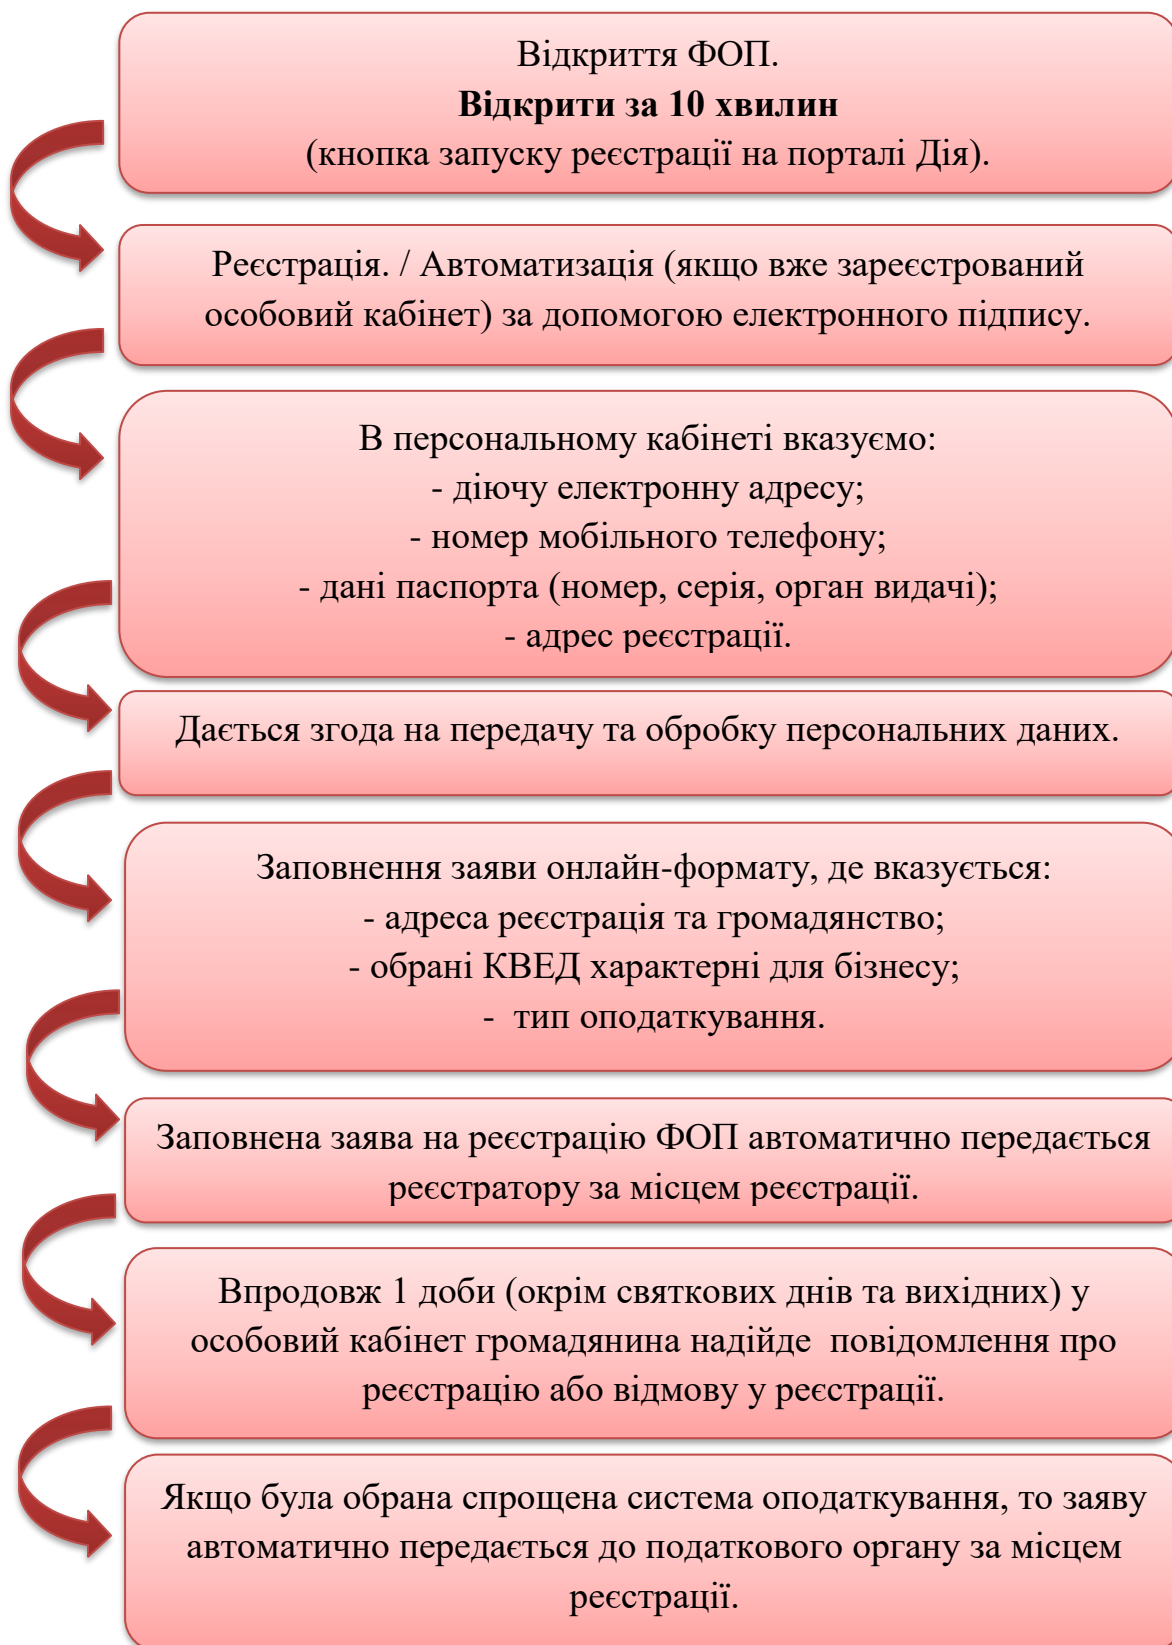 Відкриття ФОП.
Відкрити за 10 хвилин
(кнопка запуску реєстрації на порталі Дія).
Реєстрація. / Автоматизація (якщо вже зареєстрований
особовий кабінет) за допомогою електронного підпису.
В персональному кабінеті вказуємо:
- діючу електронну адресу;
- номер мобільного телефону;
- дані паспорта (номер, серія, орган видачі);
- адрес реєстрації.
Дається згода на передачу та обробку персональних даних.
Заповнення заяви онлайн-формату, де вказується:
- адреса реєстрація та громадянство;
- обрані КВЕД характерні для бізнесу;
- тип оподаткування.
Заповнена заява на реєстрацію ФОП автоматично передається
реєстратору за місцем реєстрації.
Впродовж 1 доби (окрім святкових днів та вихідних) у
особовий кабінет громадянина надійде повідомлення про
реєстрацію або відмову у реєстрації.
Якщо була обрана спрощена система оподаткування, то заяву
автоматично передається до податкового органу за місцем
реєстрації.